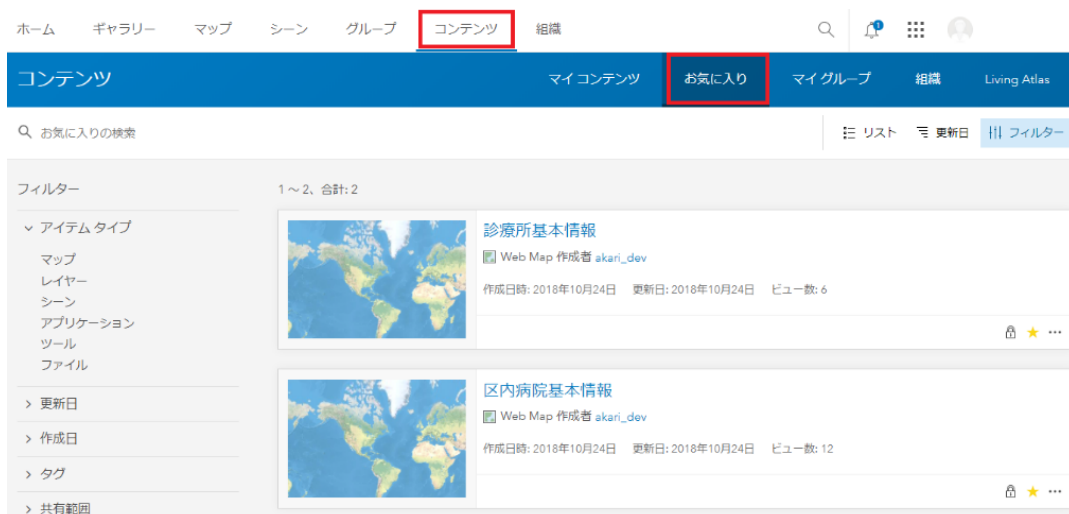 ホーム ギャラリー マップ シーン グループ コンテンツ 組織
コンテンツ マイ コンテンツ お気に入り マイ グループ 組織 Living Atlas
お気に入りの検索 リスト 更新日 フィルター
フィルター
1 ～ 2、合計: 2
アイテム タイプ
マップ
レイヤー
シーン
アプリケーション
ツール
ファイル
更新日
作成日
タグ
共有範囲
診療所基本情報
Web Map 作成者 akari_dev
作成日時: 2018年10月24日 更新日: 2018年10月24日 ビュー数: 6
区内病院基本情報
Web Map 作成者 akari_dev
作成日時: 2018年10月24日 更新日: 2018年10月24日 ビュー数: 12